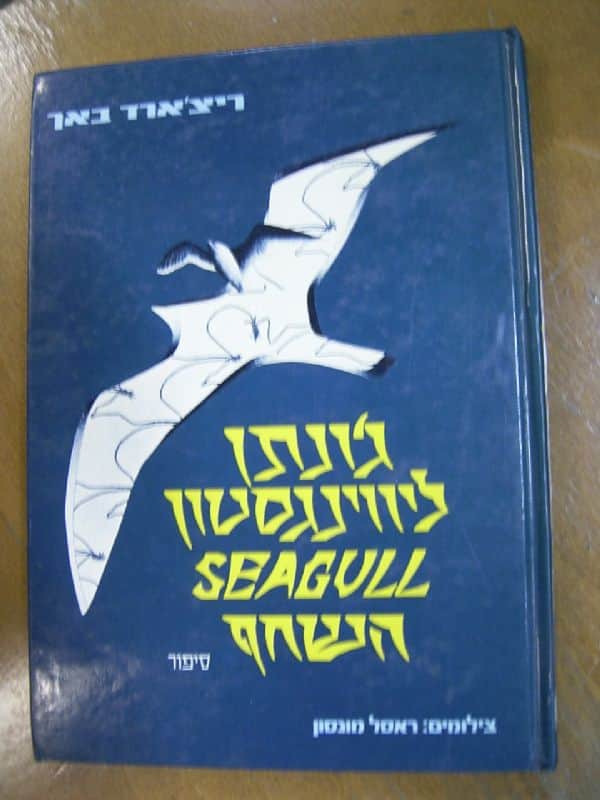 ריצ'ארד באך
ג'ונתן
ליווינגסטון
SEAGULL
השחף
סיפור
צילומים: ראסל מונסון